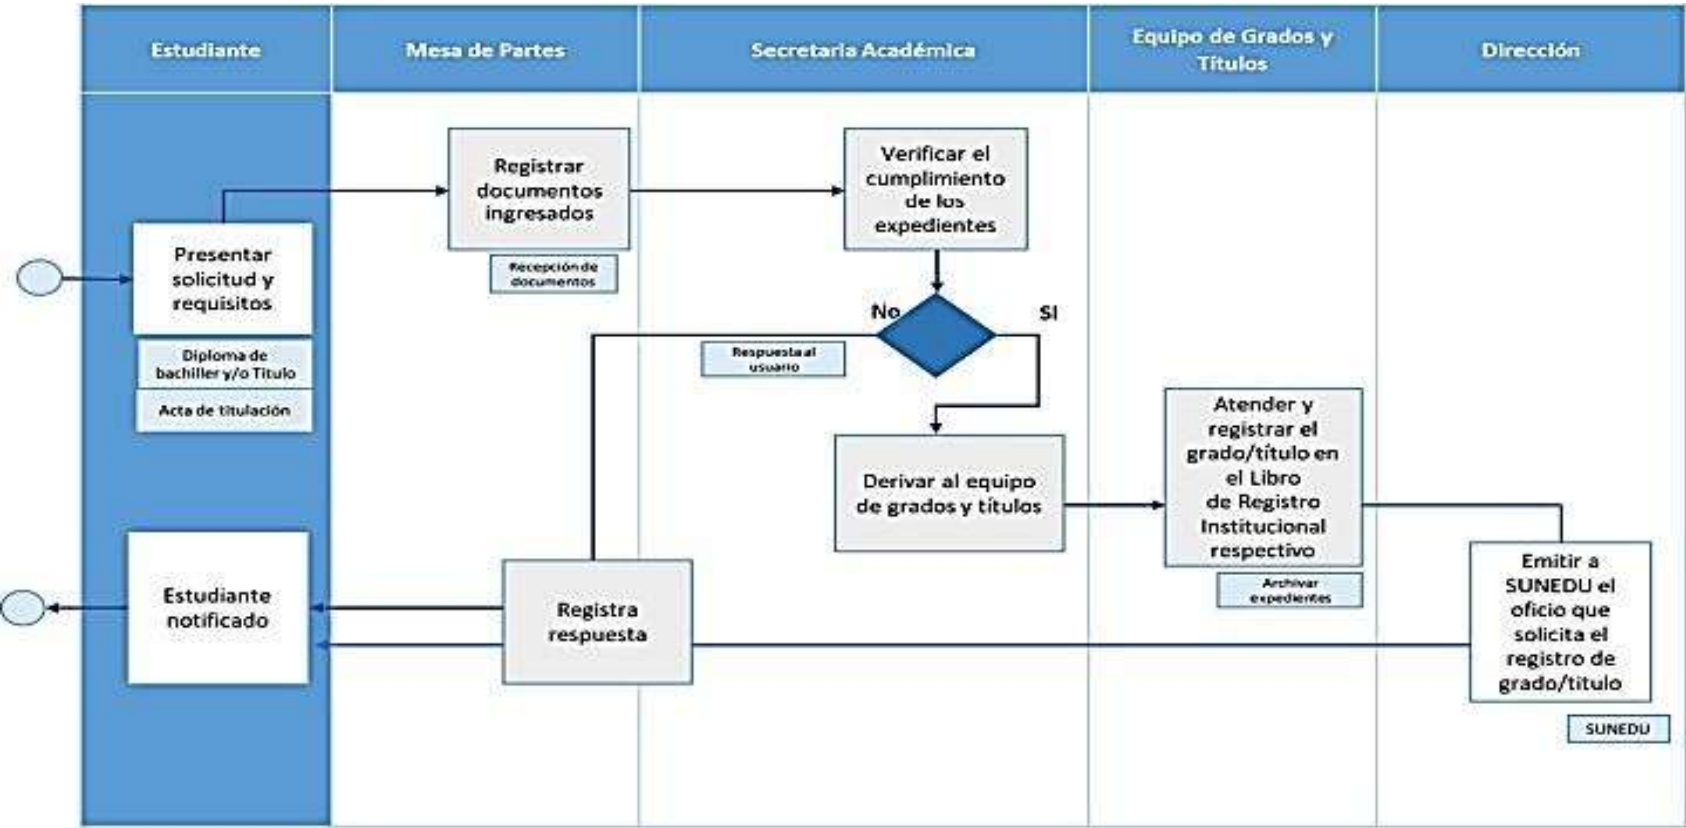 Estudiante
Mesa de Partes
Secretaria Académica
Equipo de Grados y
Títulos
Dirección
Presentar
solicitud y
requisitos
Diploma de
bachiller y/o Titulo
Acta de titulación
Registrar
documentos
ingresados
Recepción de
documentos
Verificar el
cumplimiento
de los
expedientes
No
SI
Respuesta al
usuario
Derivar al equipo
de grados y títulos
Atender y
registrar el
grado/título en
el Libro
de Registro
Institucional
respectivo
Archivar
expedientes
Emitir a
SUNEDU el
oficio que
solicita el
registro de
grado/titulo
SUNEDU
Registra
respuesta
Estudiante
notificado